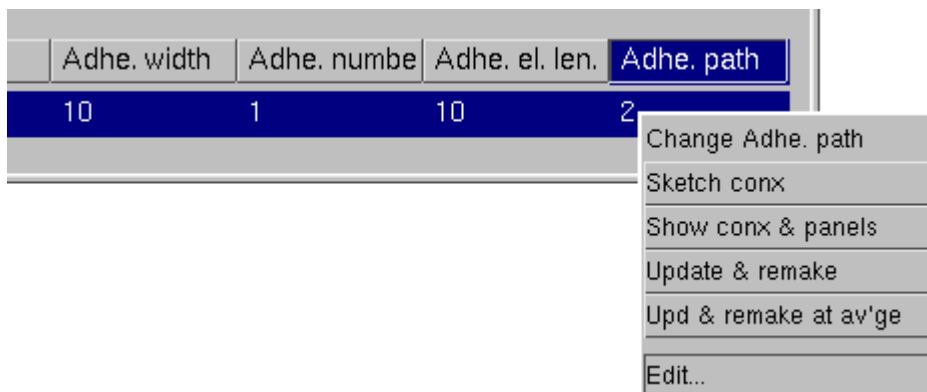 Adhe. width Adhe. numbe Adhe. el. len. Adhe. path
10 1 10 2
Change Adhe. path
Sketch conx
Show conx & panels
Update & remake
Upd & remake at av'ge
Edit...